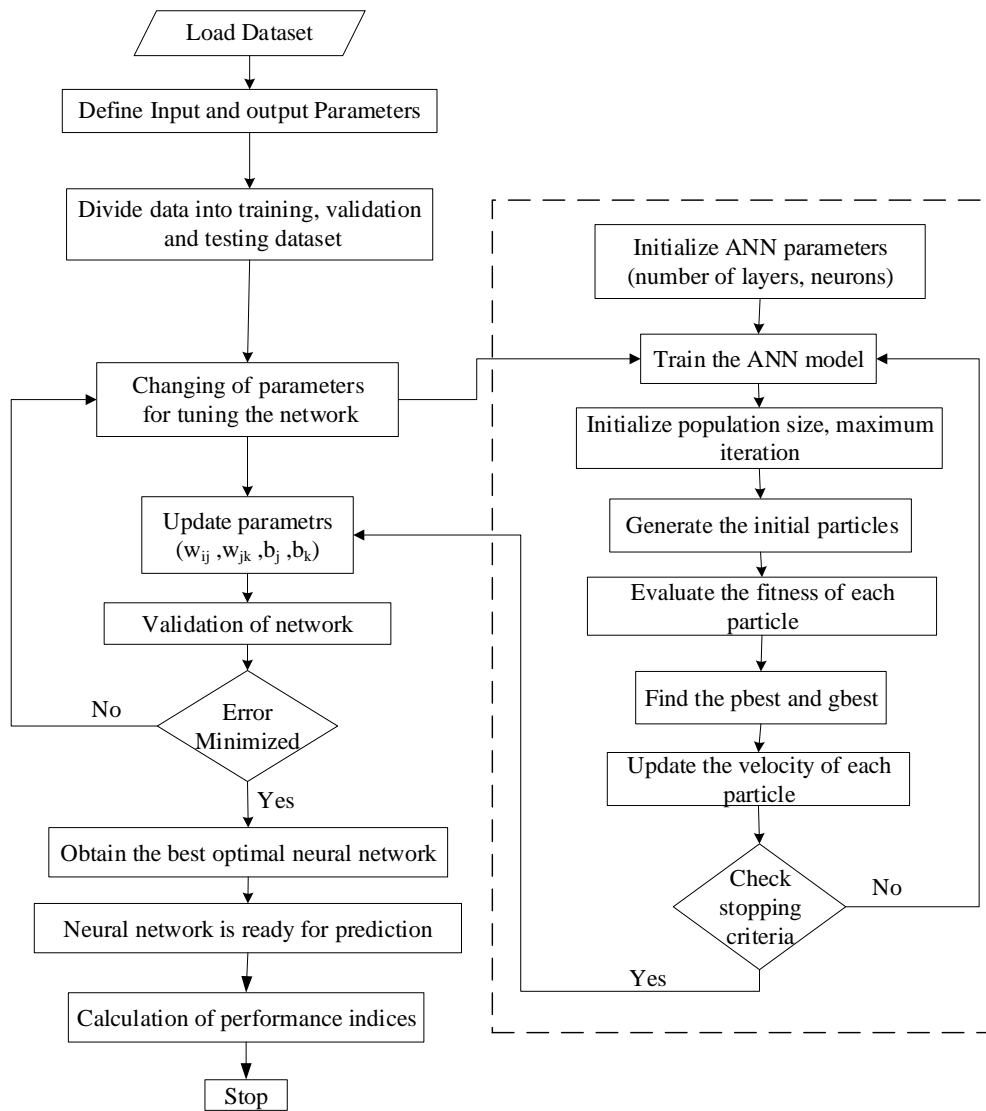 Load Dataset
Define Input and output Parameters
Divide data into training, validation
and testing dataset
Changing of parameters
for tuning the network
Update parametrs
(w_ij ,w_jk ,b_j ,b_k)
Validation of network
No
Error
Minimized
Yes
Obtain the best optimal neural network
Neural network is ready for prediction
Calculation of performance indices
Stop
Initialize ANN parameters
(number of layers, neurons)
Train the ANN model
Initialize population size, maximum
iteration
Generate the initial particles
Evaluate the fitness of each
particle
Find the pbest and gbest
Update the velocity of each
particle
Check
stopping
criteria
No
Yes